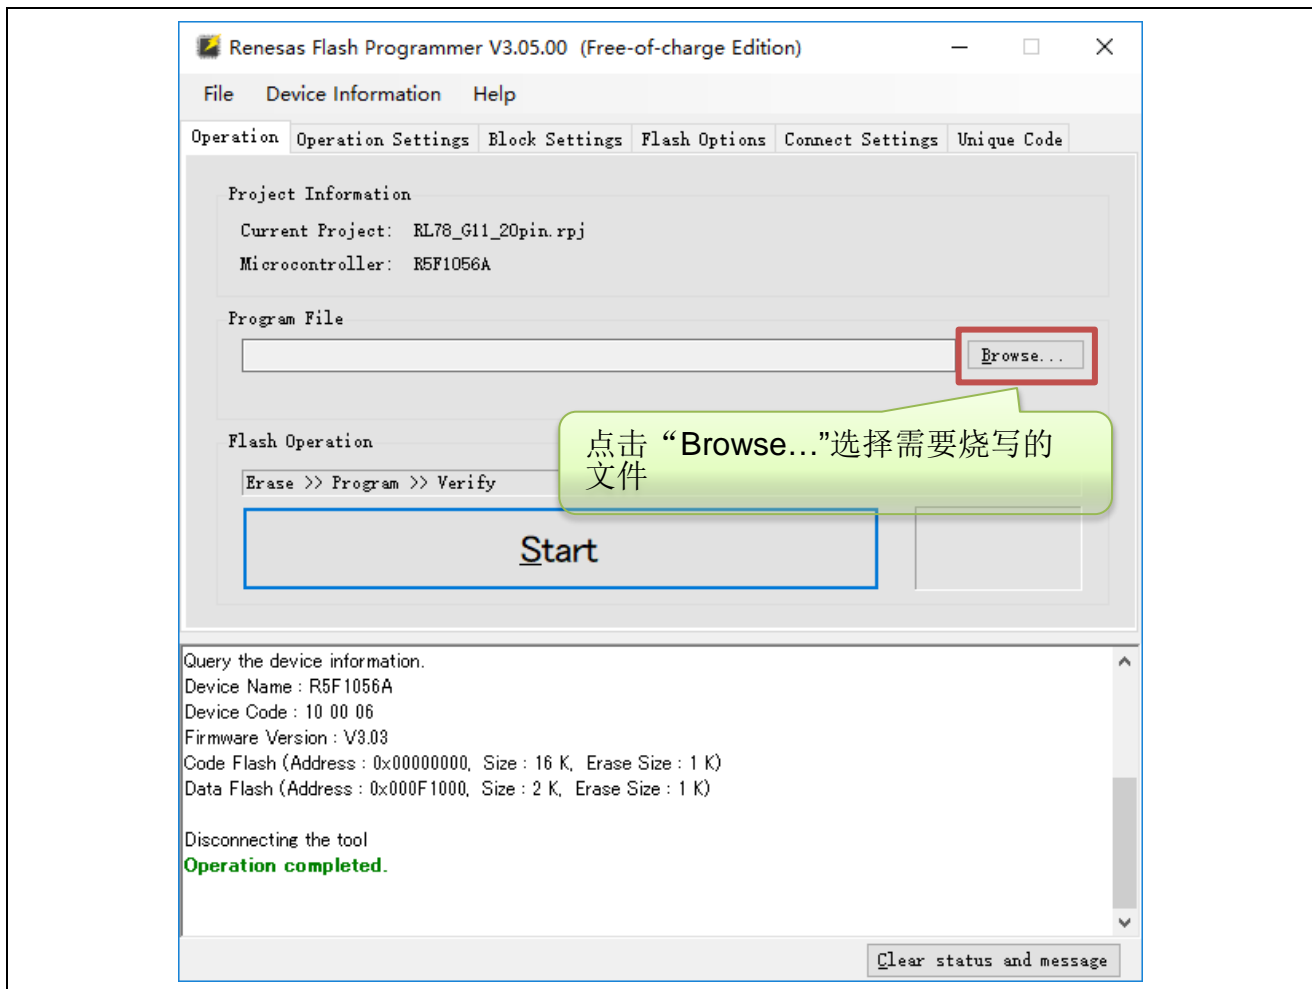 Renesas Flash Programmer V3.05.00 (Free-of-charge Edition)
File Device Information Help
Operation Operation Settings Block Settings Flash Options Connect Settings Unique Code
Project Information
Current Project: RL78_G11_20pin.rpj
Microcontroller: R5F1056A
Program File
Browse...
点击“Browse…”选择需要烧写的
文件
Flash Operation
Erase >> Program >> Verify
Start
Query the device information.
Device Name : R5F1056A
Device Code : 10 00 06
Firmware Version : V3.03
Code Flash (Address : 0x00000000, Size : 16 K, Erase Size : 1 K)
Data Flash (Address : 0x000F1000, Size : 2 K, Erase Size : 1 K)
Disconnecting the tool
Operation completed.
Clear status and message